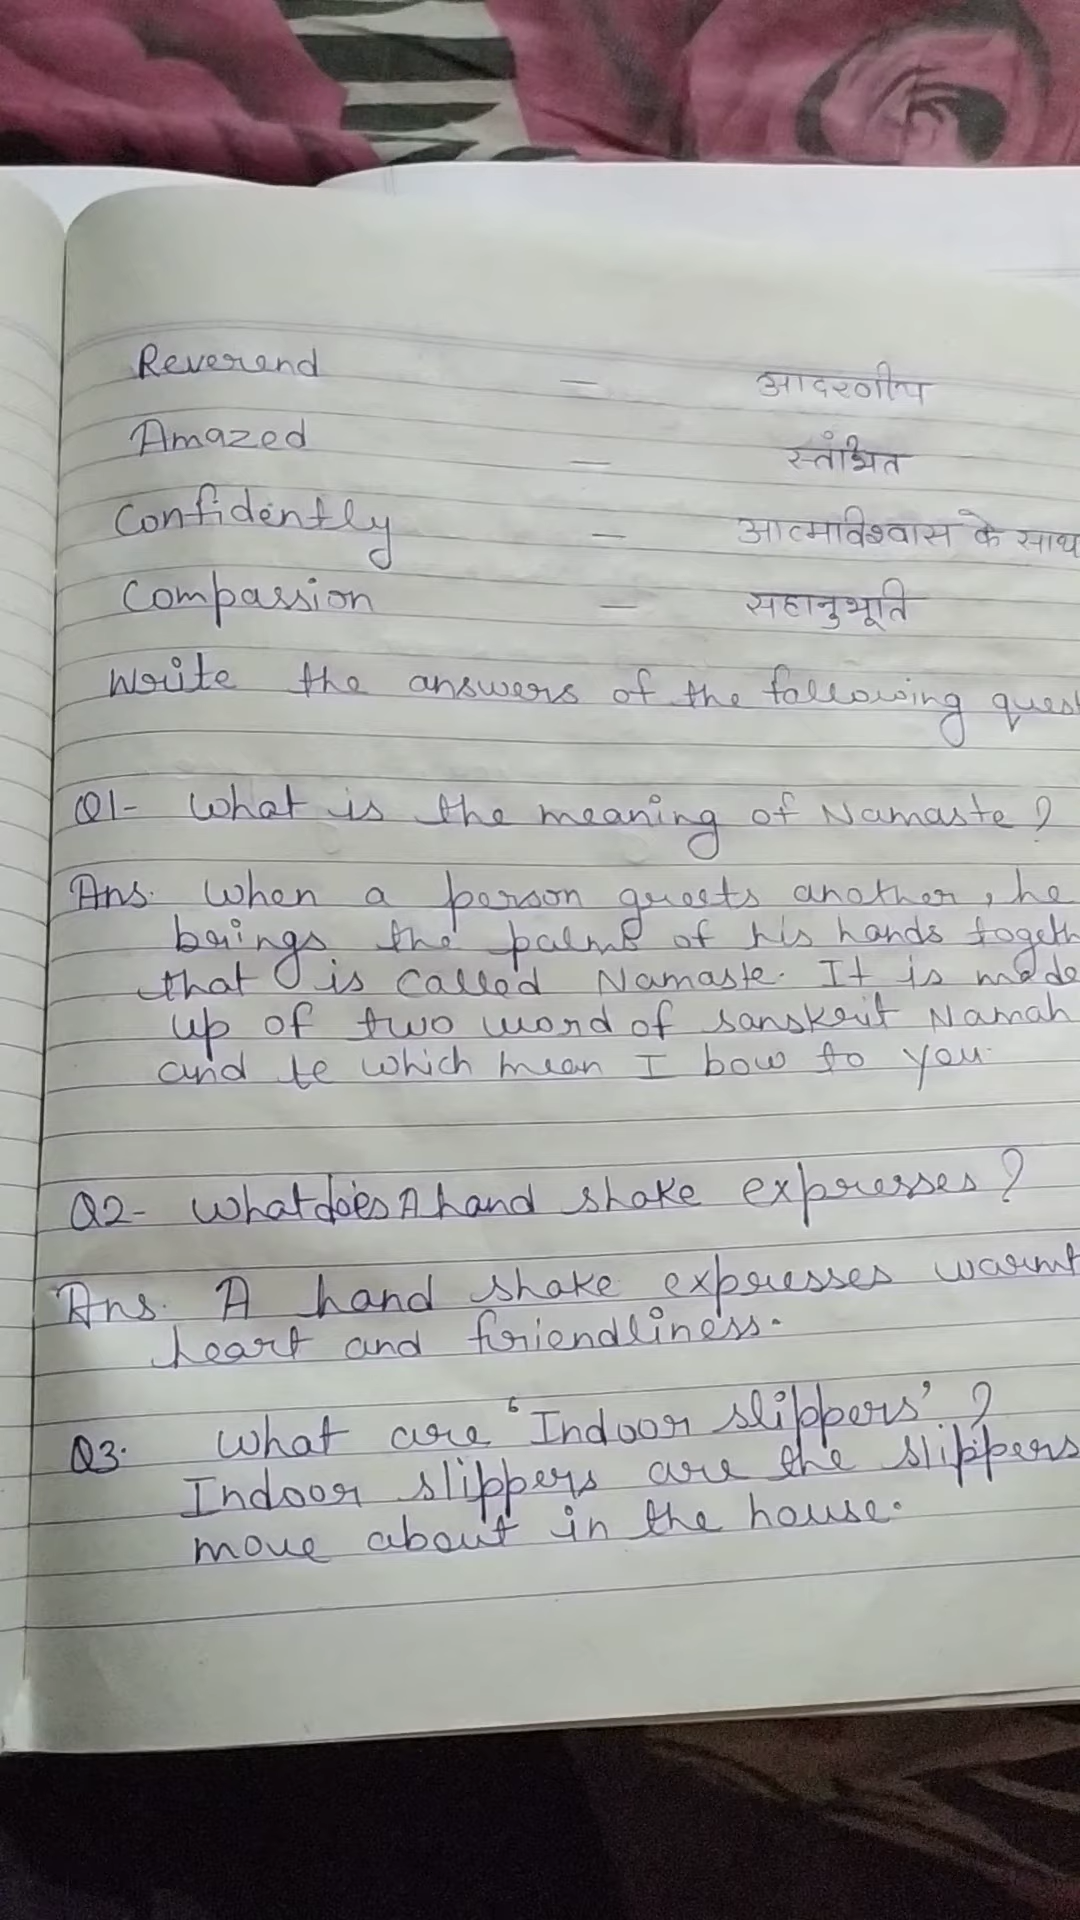 Reverend — आदरणीय
Amazed — स्तंभित
Confidently — आत्मविश्वास के साथ
Compassion — सहानुभूति
Write the answers of the following quest
Q1- What is the meaning of Namaste?
Ans. When a person greets another, he
brings the palms of his hands togeth
that is called Namaste. It is made
up of two word of sanskrit Namah
and te which mean I bow to you.
Q2- What does A hand shake expresses?
Ans. A hand shake expresses warmt
heart and friendliness.
Q3. What are 'Indoor slippers'?
Indoor slippers are the slippers
move about in the house.